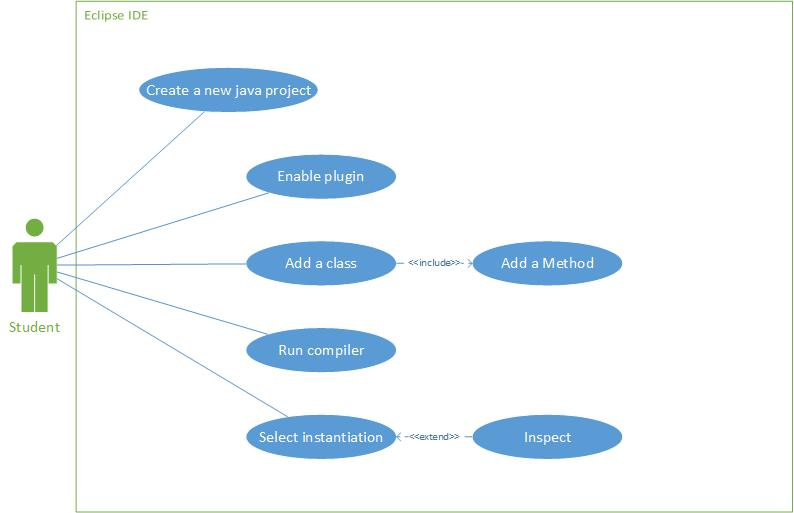 Eclipse IDE
Create a new java project
Enable plugin
Add a class
<<include>>
Add a Method
Student
Run compiler
Select instantiation
<<extend>>
Inspect